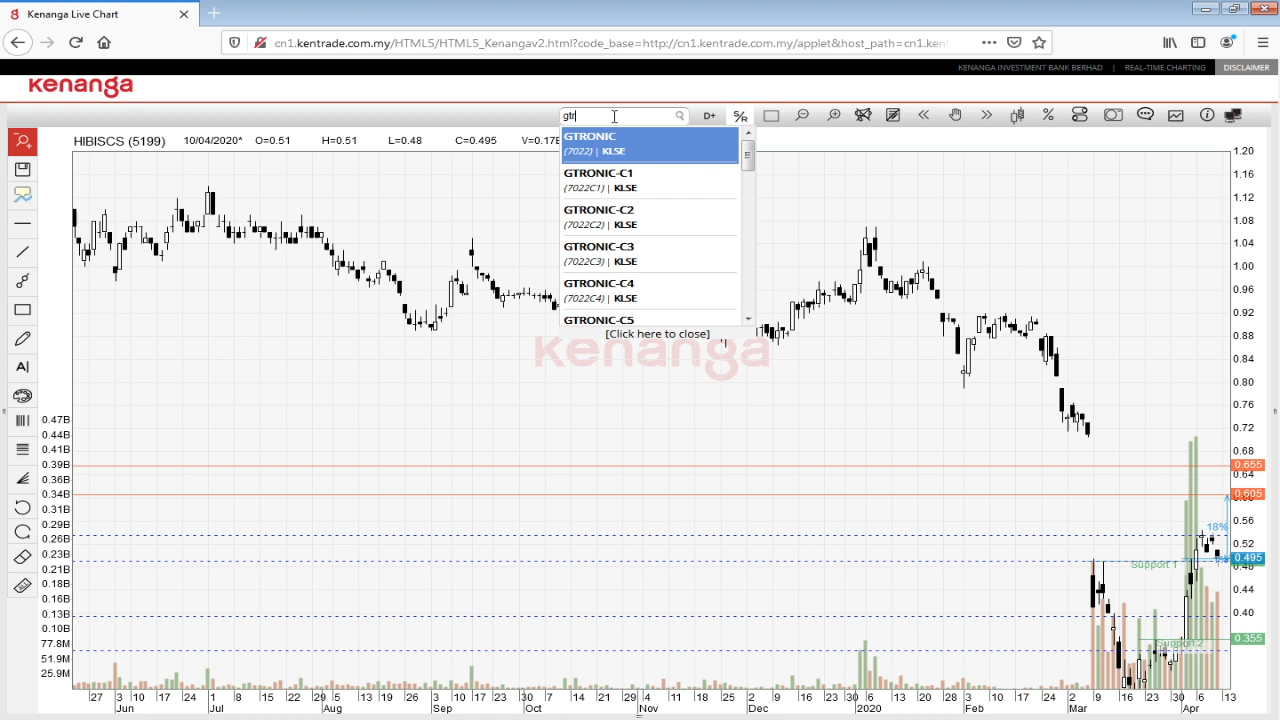 Kenanga Live Chart
cn1.kentrade.com.my/HTML5/HTML5_Kenangav2.html?code_base=http://cn1.kentrade.com.my/applet&host_path=cn1.ken
KENANGA INVESTMENT BANK BERHAD | REAL-TIME CHARTING DISCLAIMER
kenanga
gtr D+ S/R
HIBISCS (5199) 10/04/2020* O=0.51 H=0.51 L=0.48 C=0.495 V=0.17B
GTRONIC
(7022) | KLSE
GTRONIC-C1
(7022C1) | KLSE
GTRONIC-C2
(7022C2) | KLSE
GTRONIC-C3
(7022C3) | KLSE
GTRONIC-C4
(7022C4) | KLSE
GTRONIC-C5
[Click here to close]
kenanga
A
1.20
1.16
1.12
1.08
1.04
1.00
0.96
0.92
0.88
0.84
0.80
0.76
0.72
0.68
0.655
0.64
0.605
0.56
0.52
0.495
0.48
0.44
0.40
0.355
18%
Support 1
Support 2
0.47B
0.44B
0.41B
0.39B
0.36B
0.34B
0.31B
0.29B
0.26B
0.23B
0.21B
0.18B
0.16B
0.13B
0.10B
77.8M
51.9M
25.9M
27 3 10 17 24 1 8 15 22 29 5 13 19 26 3 10 17 23 30 7 14 21 29 4 11 18 25 2 9 16 23 30 6 13 20 28 3 10 17 24 2 9 16 23 30 6 13
Jun Jul Aug Sep Oct Nov Dec 2020 Feb Mar Apr